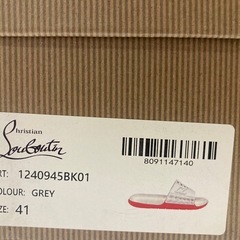 Christian
Louboutin
RT: 1240945BK01
OLOUR: GREY
ZE: 41
8091147140